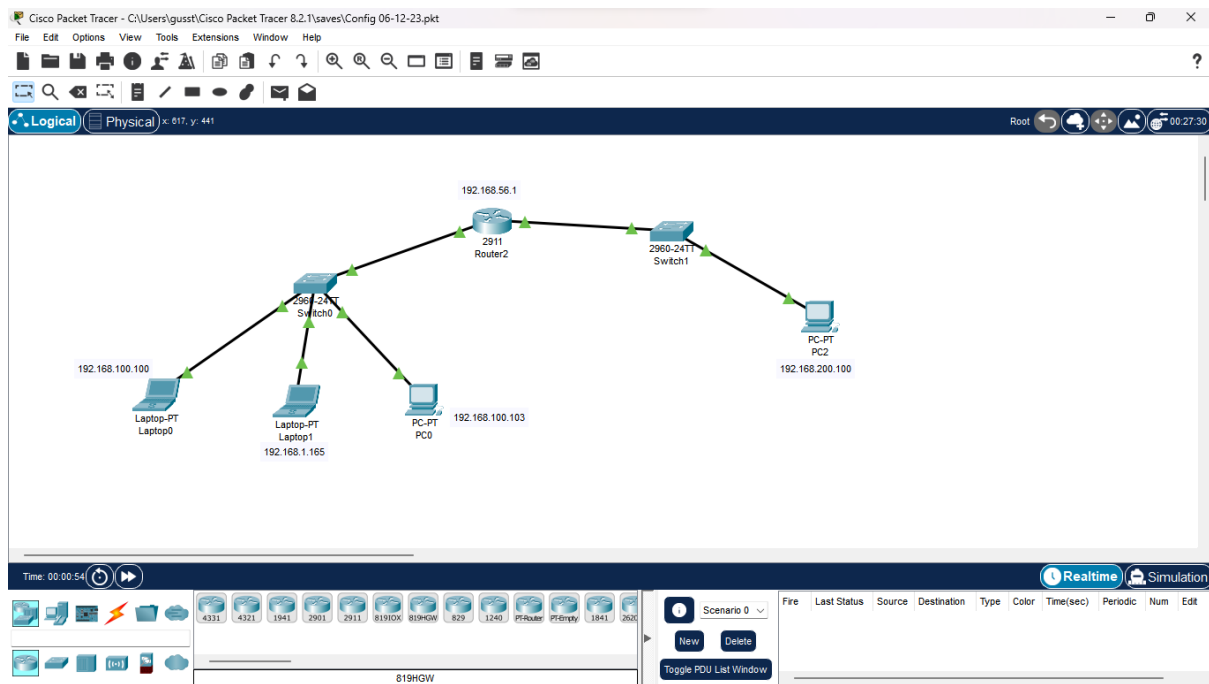 Cisco Packet Tracer - C:\Users\gusst\Cisco Packet Tracer 8.2.1\saves\Config 06-12-23.pkt
File Edit Options View Tools Extensions Window Help
?
Logical Physical x: 617, y: 441 Root 00:27:30
192.168.56.1
2911
Router2
2960-24TT
Switch1
2960-24TT
Switch0
PC-PT
PC2
192.168.200.100
192.168.100.100
Laptop-PT
Laptop0
Laptop-PT
Laptop1
192.168.1.165
PC-PT
PC0
192.168.100.103
Time: 00:00:54 Realtime Simulation
4331 4321 1941 2901 2911 819IOX 819HGW 829 1240 PT-Router PT-Empty 1841 2620
819HGW
Scenario 0
New Delete
Toggle PDU List Window
Fire Last Status Source Destination Type Color Time(sec) Periodic Num Edit